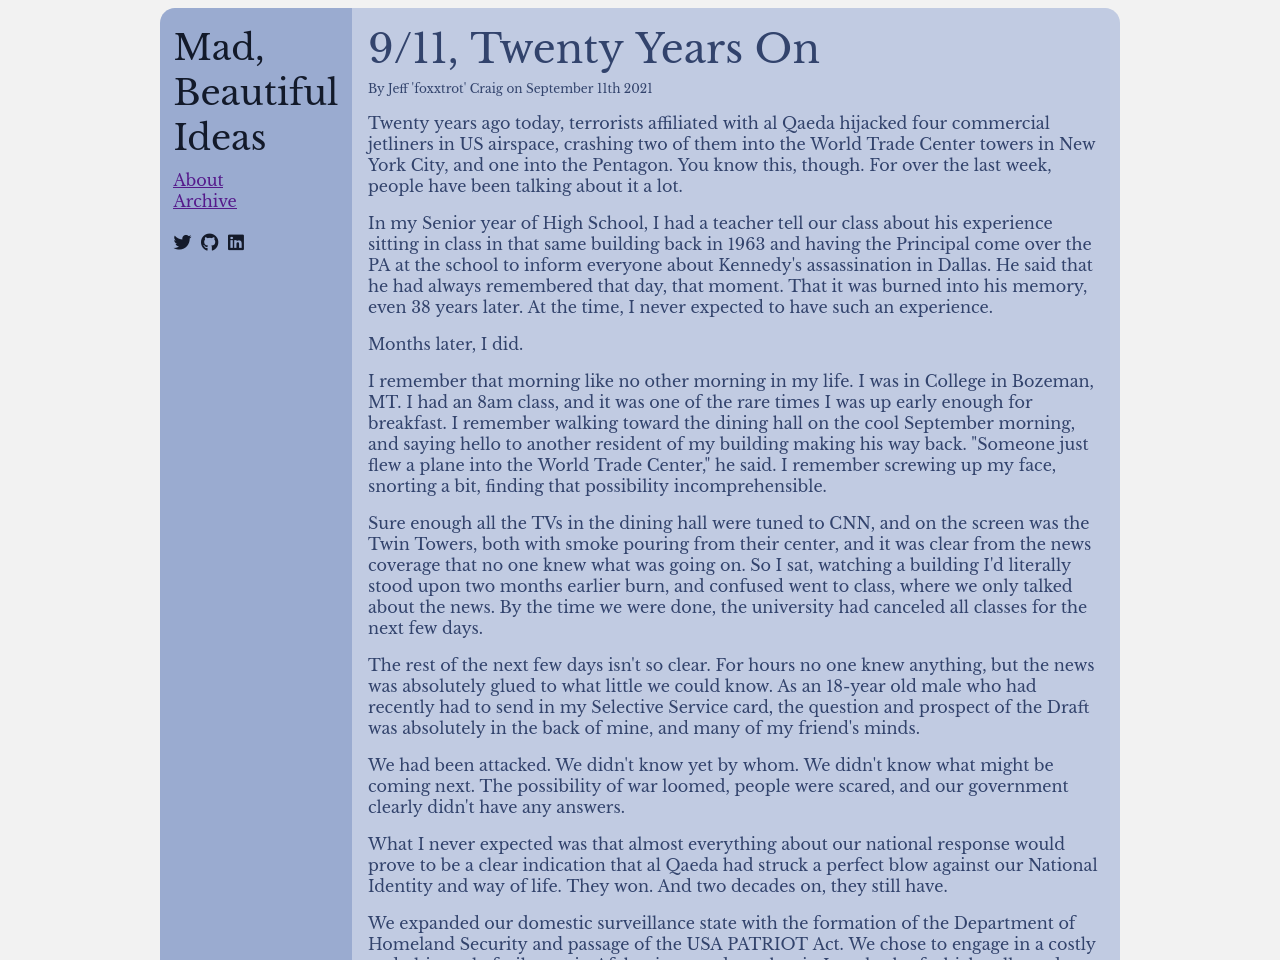 Mad,
Beautiful
Ideas
About
Archive
9/11, Twenty Years On
By Jeff 'foxxtrot' Craig on September 11th 2021
Twenty years ago today, terrorists affiliated with al Qaeda hijacked four commercial
jetliners in US airspace, crashing two of them into the World Trade Center towers in New
York City, and one into the Pentagon. You know this, though. For over the last week,
people have been talking about it a lot.
In my Senior year of High School, I had a teacher tell our class about his experience
sitting in class in that same building back in 1963 and having the Principal come over the
PA at the school to inform everyone about Kennedy's assassination in Dallas. He said that
he had always remembered that day, that moment. That it was burned into his memory,
even 38 years later. At the time, I never expected to have such an experience.
Months later, I did.
I remember that morning like no other morning in my life. I was in College in Bozeman,
MT. I had an 8am class, and it was one of the rare times I was up early enough for
breakfast. I remember walking toward the dining hall on the cool September morning,
and saying hello to another resident of my building making his way back. "Someone just
flew a plane into the World Trade Center," he said. I remember screwing up my face,
snorting a bit, finding that possibility incomprehensible.
Sure enough all the TVs in the dining hall were tuned to CNN, and on the screen was the
Twin Towers, both with smoke pouring from their center, and it was clear from the news
coverage that no one knew what was going on. So I sat, watching a building I'd literally
stood upon two months earlier burn, and confused went to class, where we only talked
about the news. By the time we were done, the university had canceled all classes for the
next few days.
The rest of the next few days isn't so clear. For hours no one knew anything, but the news
was absolutely glued to what little we could know. As an 18-year old male who had
recently had to send in my Selective Service card, the question and prospect of the Draft
was absolutely in the back of mine, and many of my friend's minds.
We had been attacked. We didn't know yet by whom. We didn't know what might be
coming next. The possibility of war loomed, people were scared, and our government
clearly didn't have any answers.
What I never expected was that almost everything about our national response would
prove to be a clear indication that al Qaeda had struck a perfect blow against our National
Identity and way of life. They won. And two decades on, they still have.
We expanded our domestic surveillance state with the formation of the Department of
Homeland Security and passage of the USA PATRIOT Act. We chose to engage in a costly